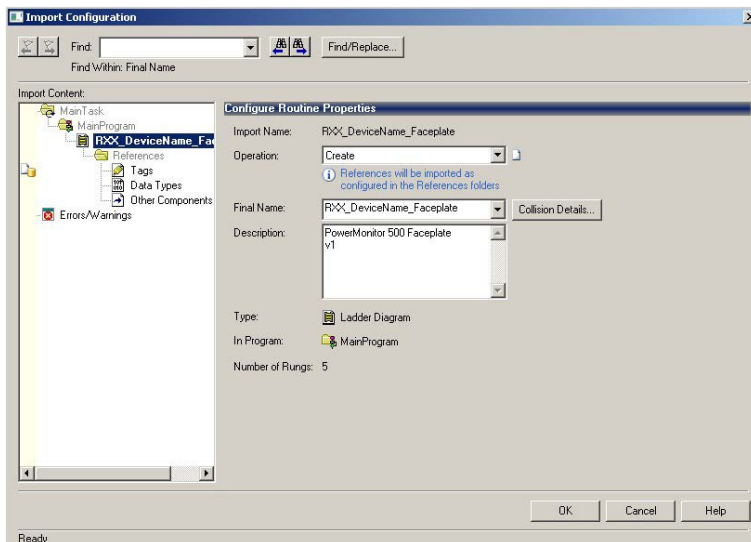 Import Configuration
Find:
Find/Replace...
Find Within: Final Name
Import Content:
MainTask
MainProgram
RXX_DeviceName_Fa
References
Tags
Data Types
Other Components
Errors/Warnings
Configure Routine Properties
Import Name: RXX_DeviceName_Faceplate
Operation: Create
References will be imported as
configured in the References folders
Final Name: RXX_DeviceName_Faceplate Collision Details...
Description: PowerMonitor 500 Faceplate
v1
Type: Ladder Diagram
In Program: MainProgram
Number of Rungs: 5
OK Cancel Help
Ready